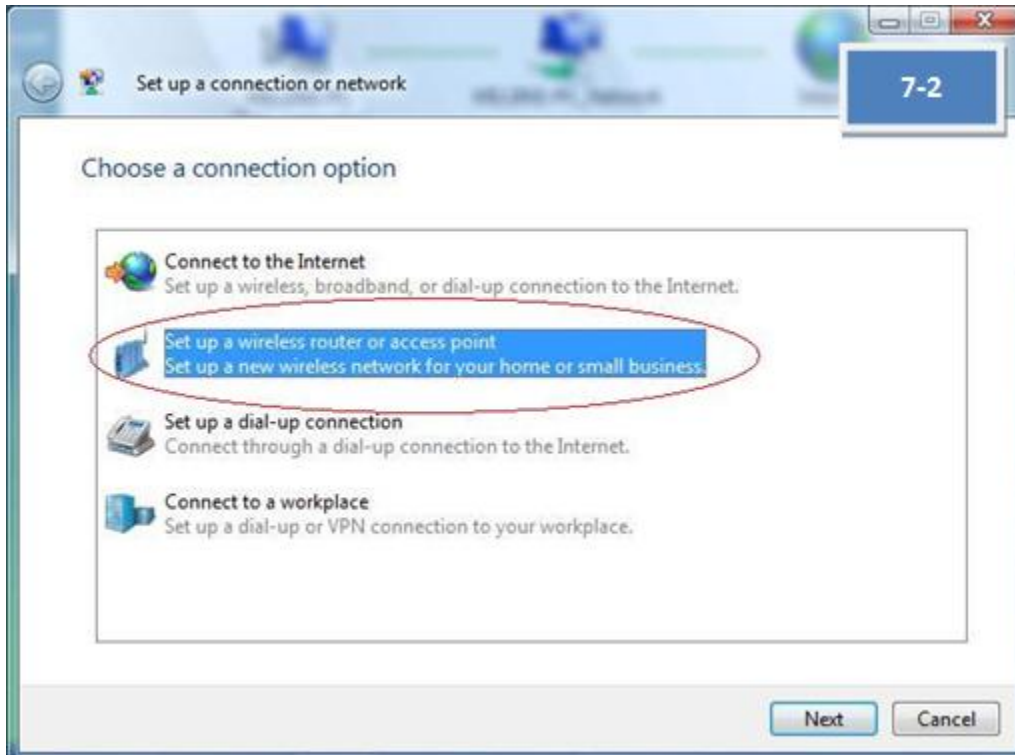 Set up a connection or network
7-2
Choose a connection option
Connect to the Internet
Set up a wireless, broadband, or dial-up connection to the Internet.
Set up a wireless router or access point
Set up a new wireless network for your home or small business.
Set up a dial-up connection
Connect through a dial-up connection to the Internet.
Connect to a workplace
Set up a dial-up or VPN connection to your workplace.
Next
Cancel